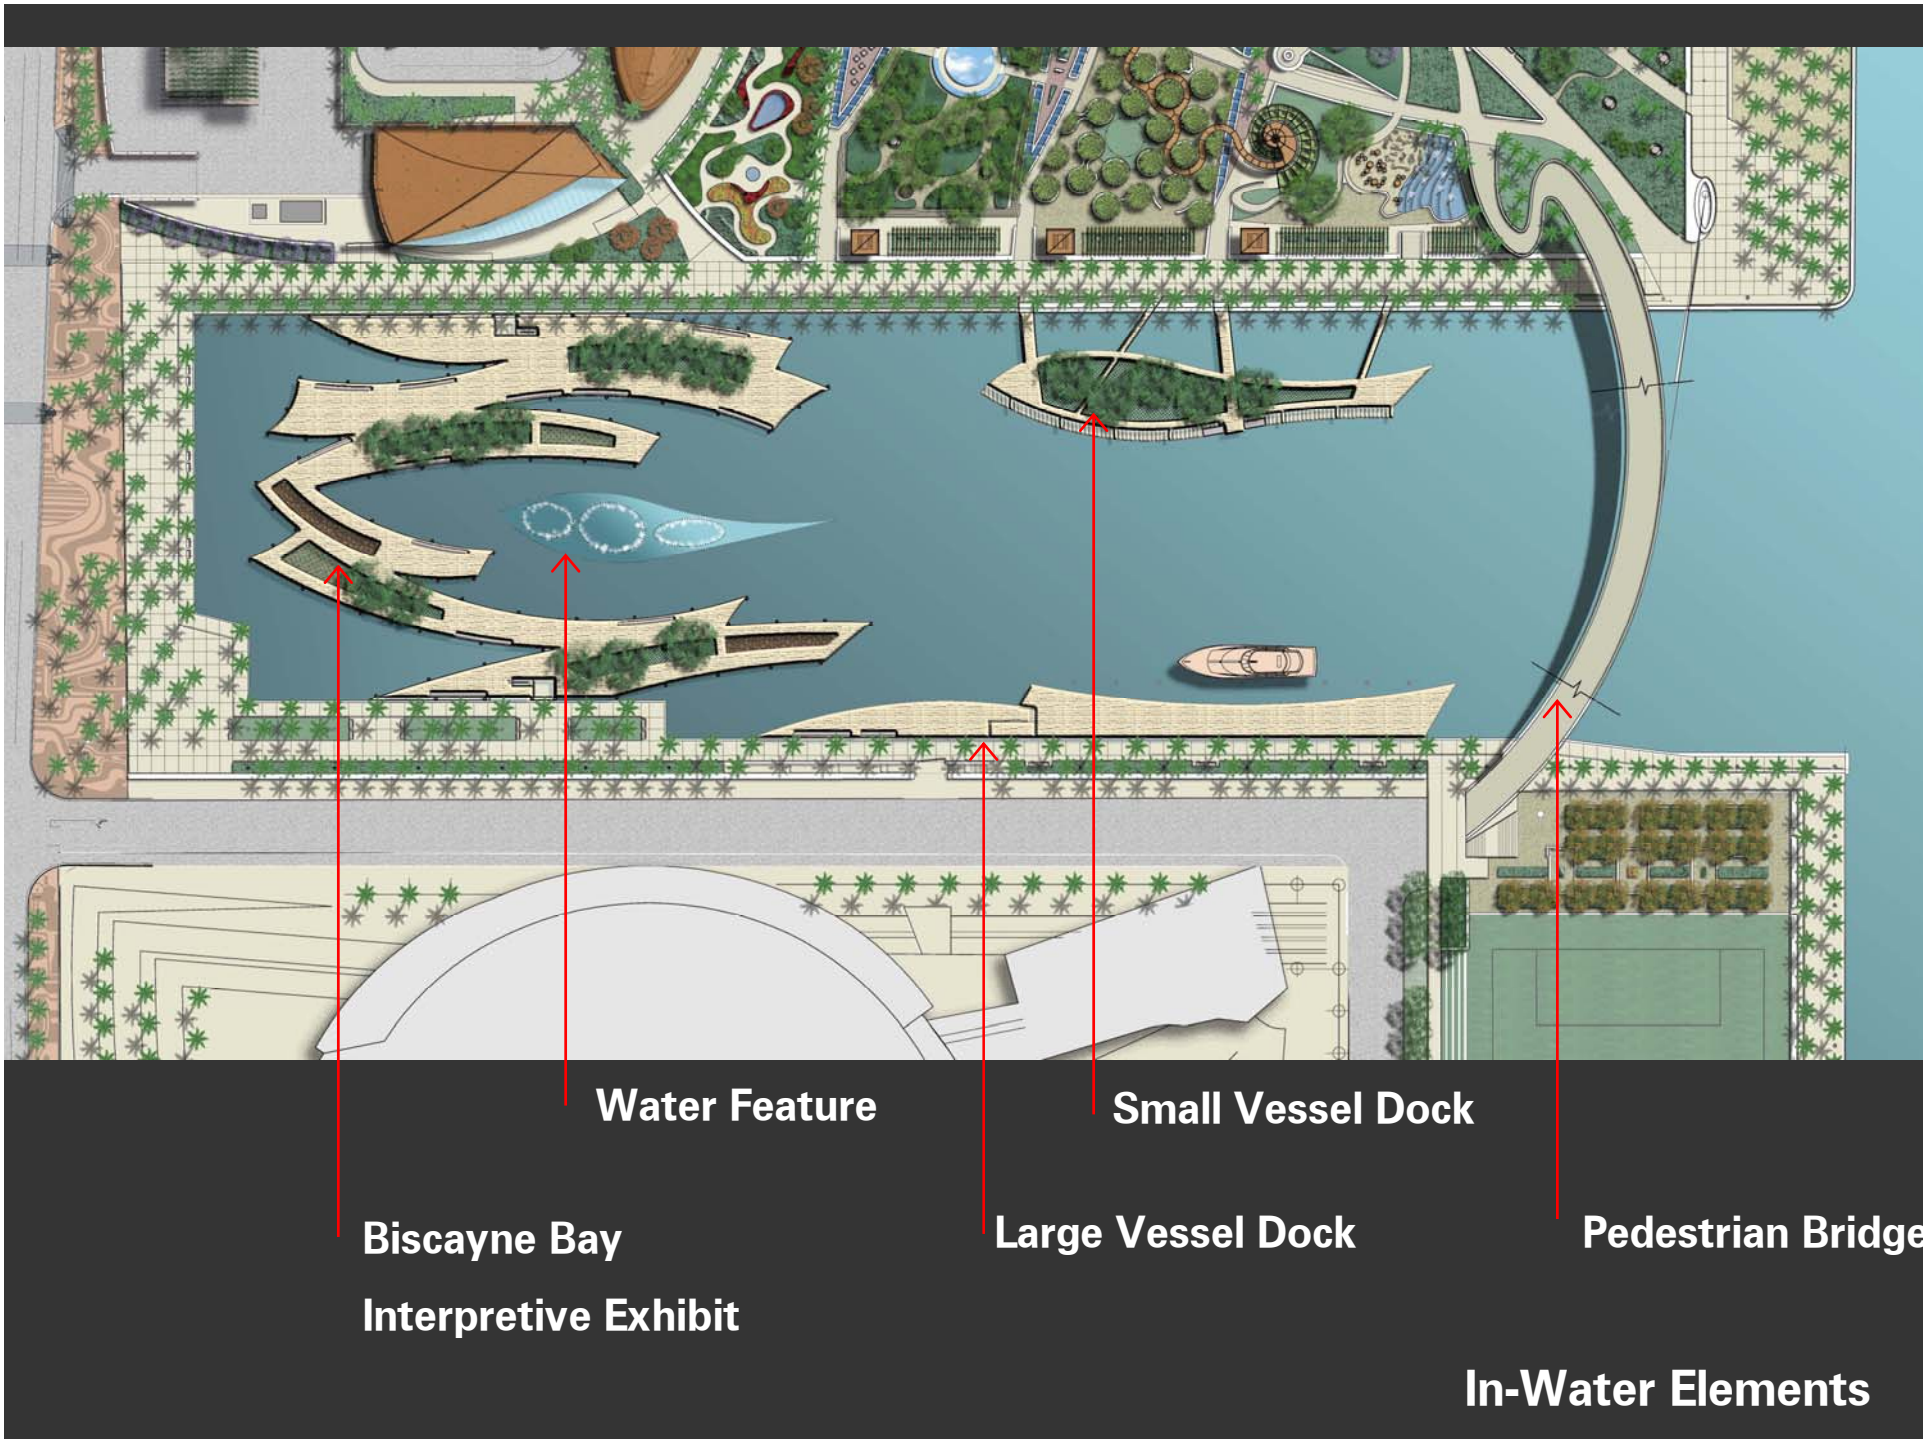 Water Feature
Small Vessel Dock
Biscayne Bay
Interpretive Exhibit
Large Vessel Dock
Pedestrian Bridge
In-Water Elements